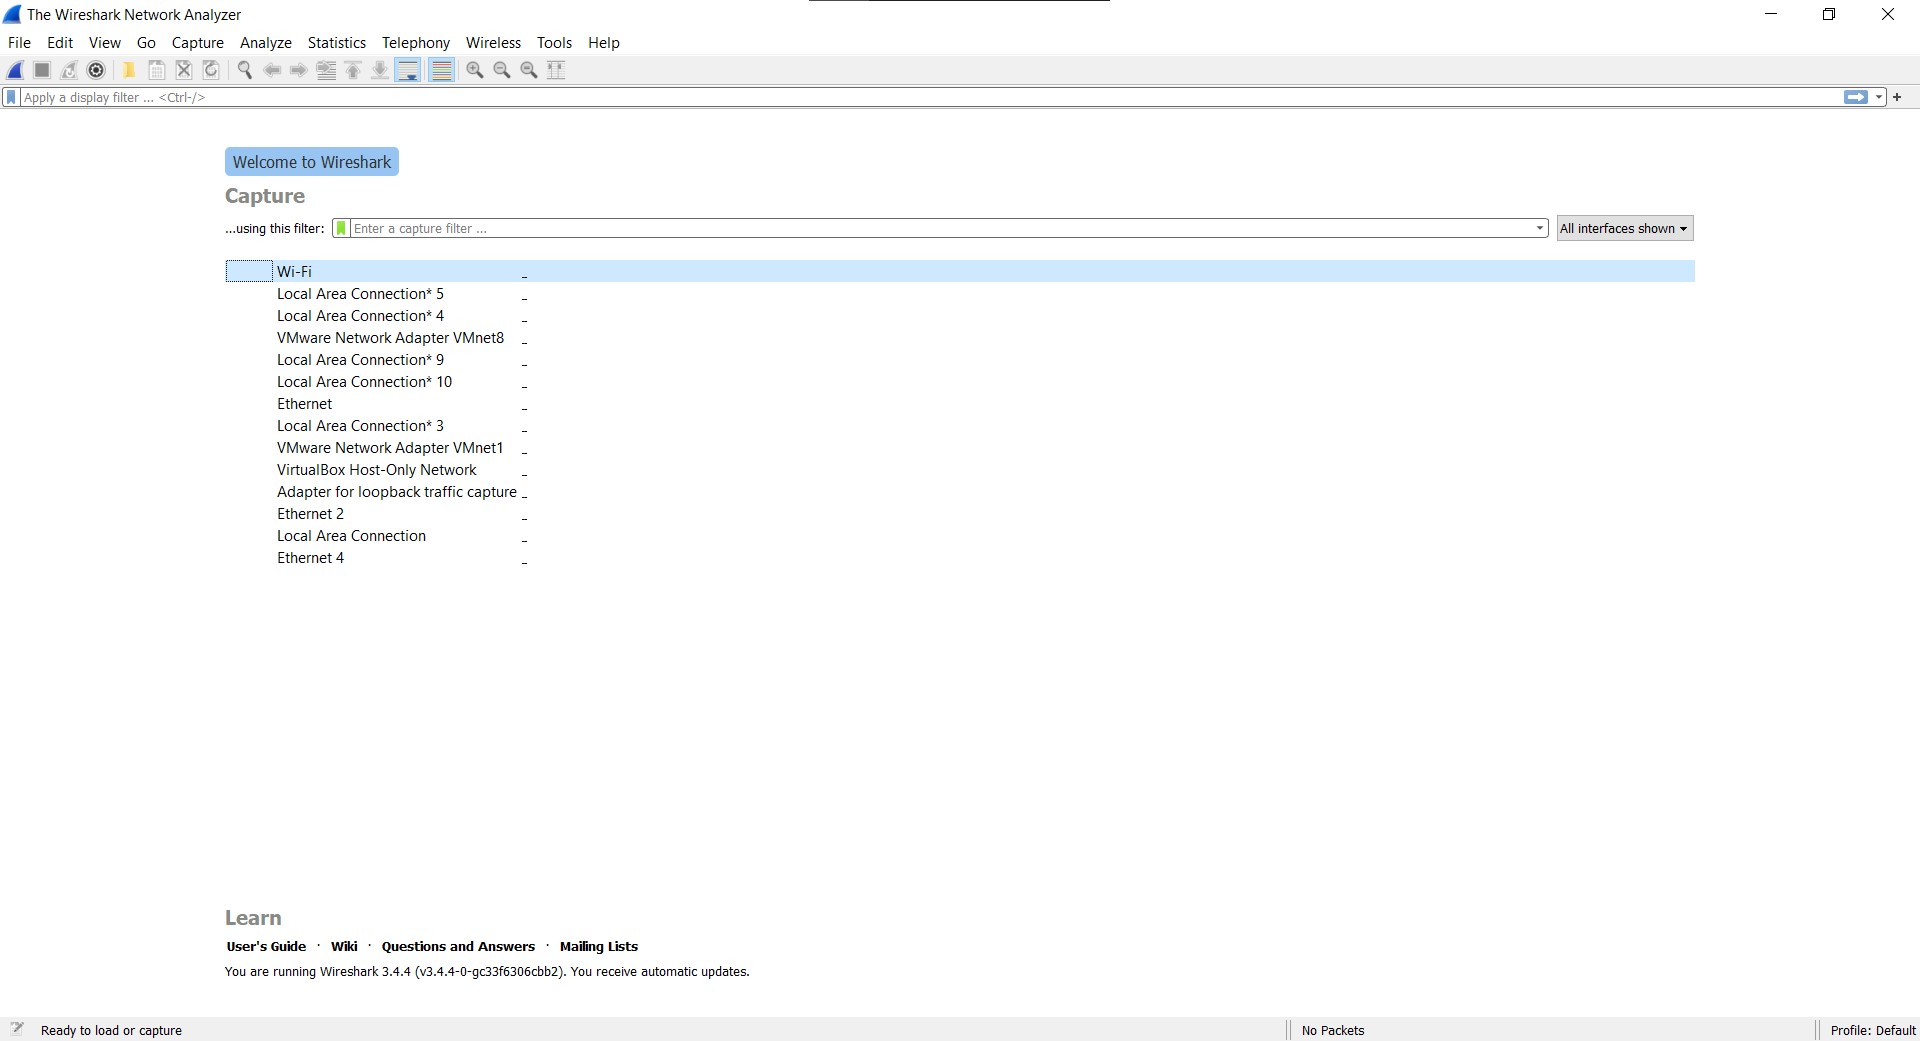 The Wireshark Network Analyzer
File Edit View Go Capture Analyze Statistics Telephony Wireless Tools Help
Apply a display filter ... <Ctrl-/>
Welcome to Wireshark
Capture
...using this filter: Enter a capture filter ... All interfaces shown
Wi-Fi
Local Area Connection* 5
Local Area Connection* 4
VMware Network Adapter VMnet8
Local Area Connection* 9
Local Area Connection* 10
Ethernet
Local Area Connection* 3
VMware Network Adapter VMnet1
VirtualBox Host-Only Network
Adapter for loopback traffic capture
Ethernet 2
Local Area Connection
Ethernet 4
Learn
User's Guide · Wiki · Questions and Answers · Mailing Lists
You are running Wireshark 3.4.4 (v3.4.4-0-gc33f6306cbb2). You receive automatic updates.
Ready to load or capture No Packets Profile: Default